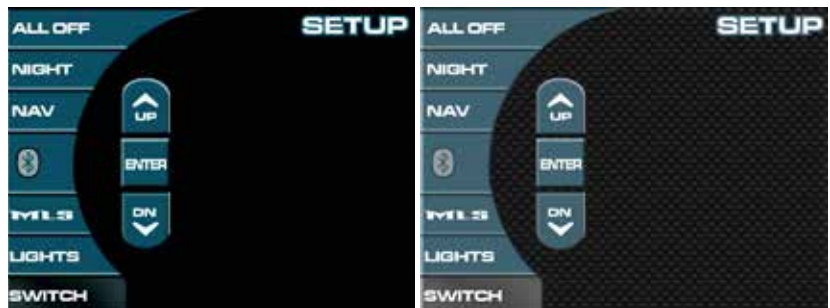 ALL OFF
SETUP
NIGHT
NAV
UP
ENTER
DN
LIGHTS
SWITCH
ALL OFF
SETUP
NIGHT
NAV
UP
ENTER
DN
LIGHTS
SWITCH